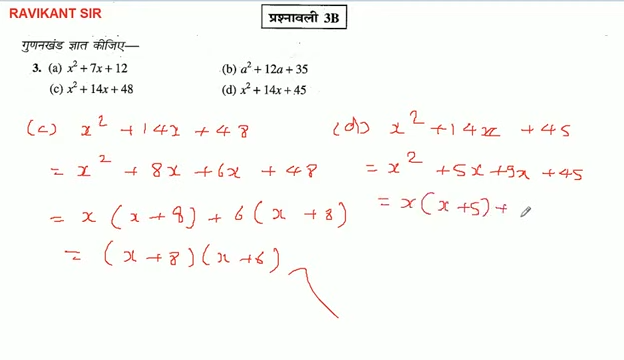 RAVIKANT SIR
प्रश्नावली 3B
गुणनखंड ज्ञात कीजिए—
3. (a) x² + 7x + 12 (b) a² + 12a + 35
(c) x² + 14x + 48 (d) x² + 14x + 45
(c) x² + 14x + 48
= x² + 8x + 6x + 48
= x (x + 8) + 6 (x + 8)
= (x + 8) (x + 6)
(d) x² + 14x + 45
= x² + 5x + 9x + 45
= x (x + 5) +